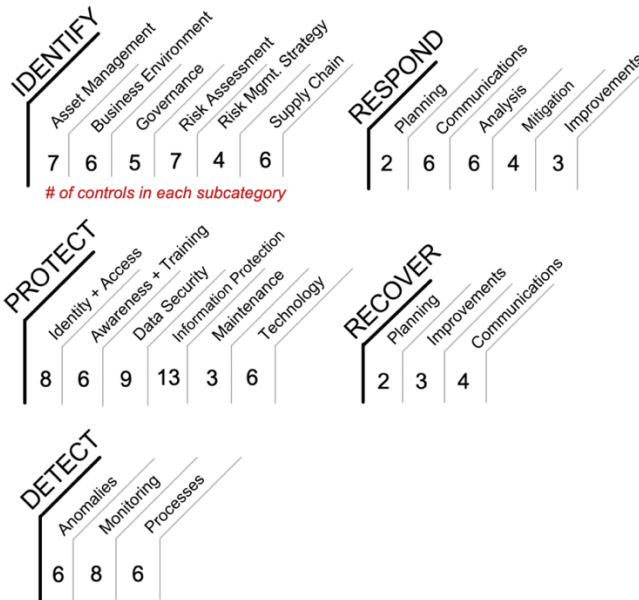 IDENTIFY
Asset Management
Business Environment
Governance
Risk Assessment
Risk Mgmt. Strategy
Supply Chain
7 6 5 7 4 6
# of controls in each subcategory
RESPOND
Planning
Communications
Analysis
Mitigation
Improvements
2 6 6 4 3
PROTECT
Identity + Access
Awareness + Training
Data Security
Information Protection
Maintenance
Technology
8 6 9 13 3 6
RECOVER
Planning
Improvements
Communications
2 3 4
DETECT
Anomalies
Monitoring
Processes
6 8 6